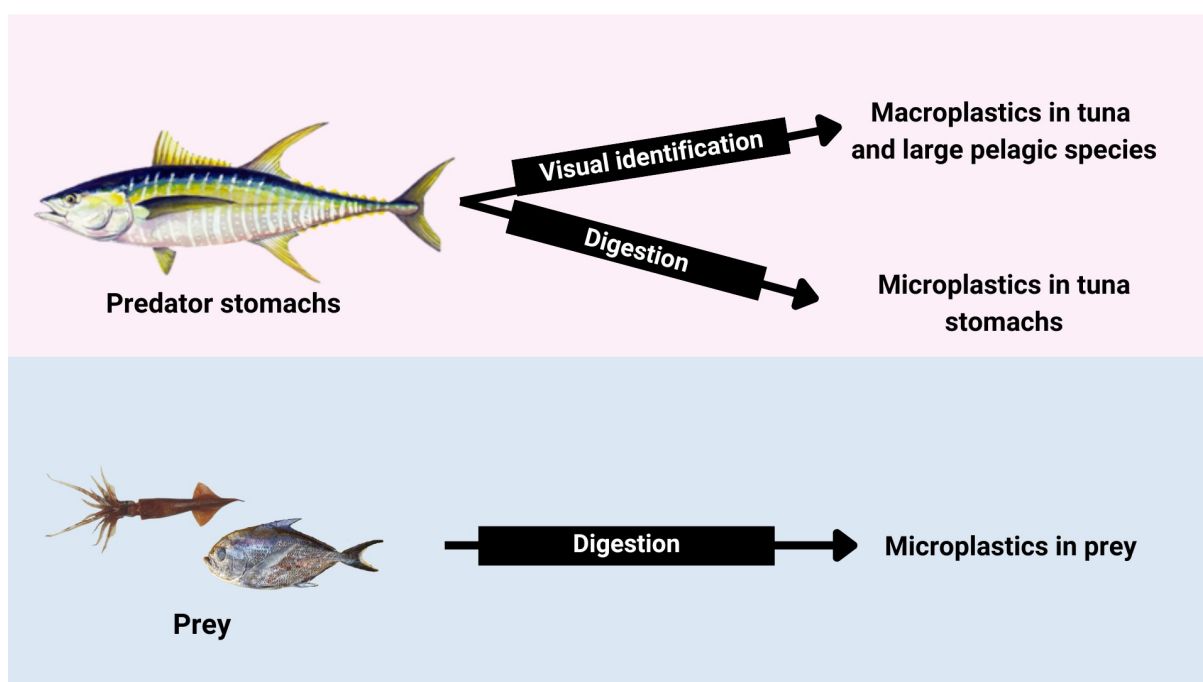 Visual identification
Macroplastics in tuna
and large pelagic species
Digestion
Predator stomachs
Microplastics in tuna
stomachs
Digestion
Microplastics in prey
Prey